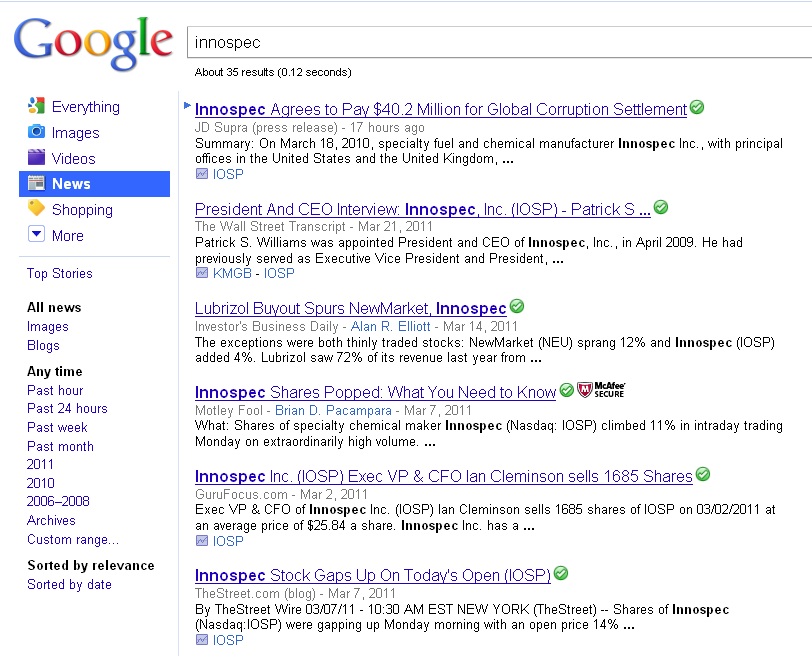 Google
innospec
About 35 results (0.12 seconds)
Everything
Images
Videos
News
Shopping
More
Top Stories
All news
Images
Blogs
Any time
Past hour
Past 24 hours
Past week
Past month
2011
2010
2006–2008
Archives
Custom range...
Sorted by relevance
Sorted by date
Innospec Agrees to Pay $40.2 Million for Global Corruption Settlement
JD Supra (press release) - 17 hours ago
Summary: On March 18, 2010, specialty fuel and chemical manufacturer Innospec Inc., with principal
offices in the United States and the United Kingdom, ...
IOSP
President And CEO Interview: Innospec, Inc. (IOSP) - Patrick S ...
The Wall Street Transcript - Mar 21, 2011
Patrick S. Williams was appointed President and CEO of Innospec, Inc., in April 2009. He had
previously served as Executive Vice President and President, ...
KMGB - IOSP
Lubrizol Buyout Spurs NewMarket, Innospec
Investor's Business Daily - Alan R. Elliott - Mar 14, 2011
The exceptions were both thinly traded stocks: NewMarket (NEU) sprang 12% and Innospec (IOSP)
added 4%. Lubrizol saw 72% of its revenue last year from ...
Innospec Shares Popped: What You Need to Know McAfee SECURE
Motley Fool - Brian D. Pacampara - Mar 7, 2011
What: Shares of specialty chemical maker Innospec (Nasdaq: IOSP) climbed 11% in intraday trading
Monday on extraordinarily high volume. ...
Innospec Inc. (IOSP) Exec VP & CFO Ian Cleminson sells 1685 Shares
GuruFocus.com - Mar 2, 2011
Exec VP & CFO of Innospec Inc. (IOSP) Ian Cleminson sells 1685 shares of IOSP on 03/02/2011 at
an average price of $25.84 a share. Innospec Inc. has a ...
IOSP
Innospec Stock Gaps Up On Today's Open (IOSP)
TheStreet.com (blog) - Mar 7, 2011
By TheStreet Wire 03/07/11 - 10:30 AM EST NEW YORK (TheStreet) -- Shares of Innospec
(Nasdaq:IOSP) were gapping up Monday morning with an open price 14% ...
IOSP